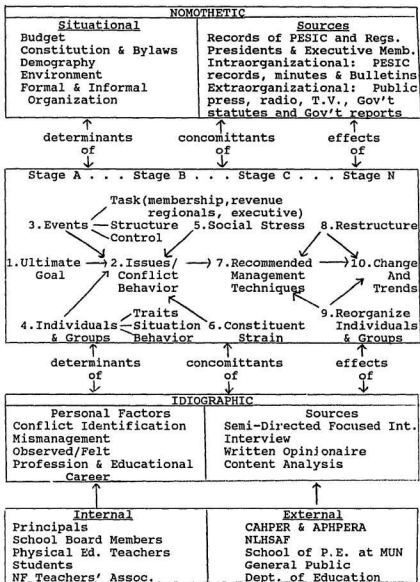 NOMOTHETIC
Situational
Budget
Constitution & Bylaws
Demography
Environment
Formal & Informal
Organization
Sources
Records of PESIC and Regs.
Presidents & Executive Memb.
Intraorganizational: PESIC
records, minutes & Bulletins
Extraorganizational: Public
press, radio, T.V., Gov't
statutes and Gov't reports
determinants concomittants effects
of of of
Stage A . . . Stage B . . . Stage C . . . Stage N
Task(membership,revenue
regionals, executive)
3.Events Structure 5.Social Stress 8.Restructure
Control
1.Ultimate 2.Issues/ 7.Recommended 10.Change
Goal Conflict Management And
Behavior Techniques Trends
Traits 9.Reorganize
4.Individuals Situation 6.Constituent Individuals
& Groups Behavior Strain & Groups
determinants concomittants effects
of of of
IDIOGRAPHIC
Personal Factors
Conflict Identification
Mismanagement
Observed/Felt
Profession & Educational
Career
Sources
Semi-Directed Focused Int.
Interview
Written Opinionaire
Content Analysis
Internal
Principals
School Board Members
Physical Ed. Teachers
Students
NF Teachers' Assoc.
External
CAHPER & APHPERA
NLHSAF
School of P.E. at MUN
General Public
Dept. of Education